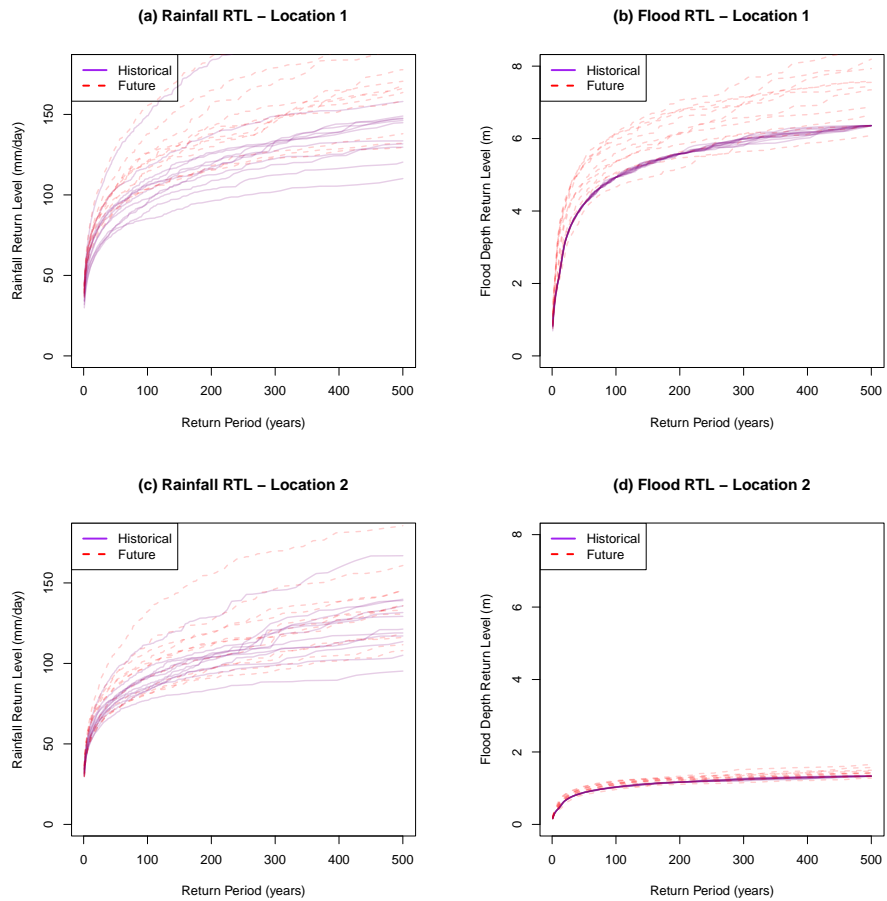 (a) Rainfall RTL − Location 1
Historical
Future
Rainfall Return Level (mm/day)
0
50
100
150
0
100
200
300
400
500
Return Period (years)
(b) Flood RTL − Location 1
Historical
Future
Flood Depth Return Level (m)
0
2
4
6
8
0
100
200
300
400
500
Return Period (years)
(c) Rainfall RTL − Location 2
Historical
Future
Rainfall Return Level (mm/day)
0
50
100
150
0
100
200
300
400
500
Return Period (years)
(d) Flood RTL − Location 2
Historical
Future
Flood Depth Return Level (m)
0
2
4
6
8
0
100
200
300
400
500
Return Period (years)